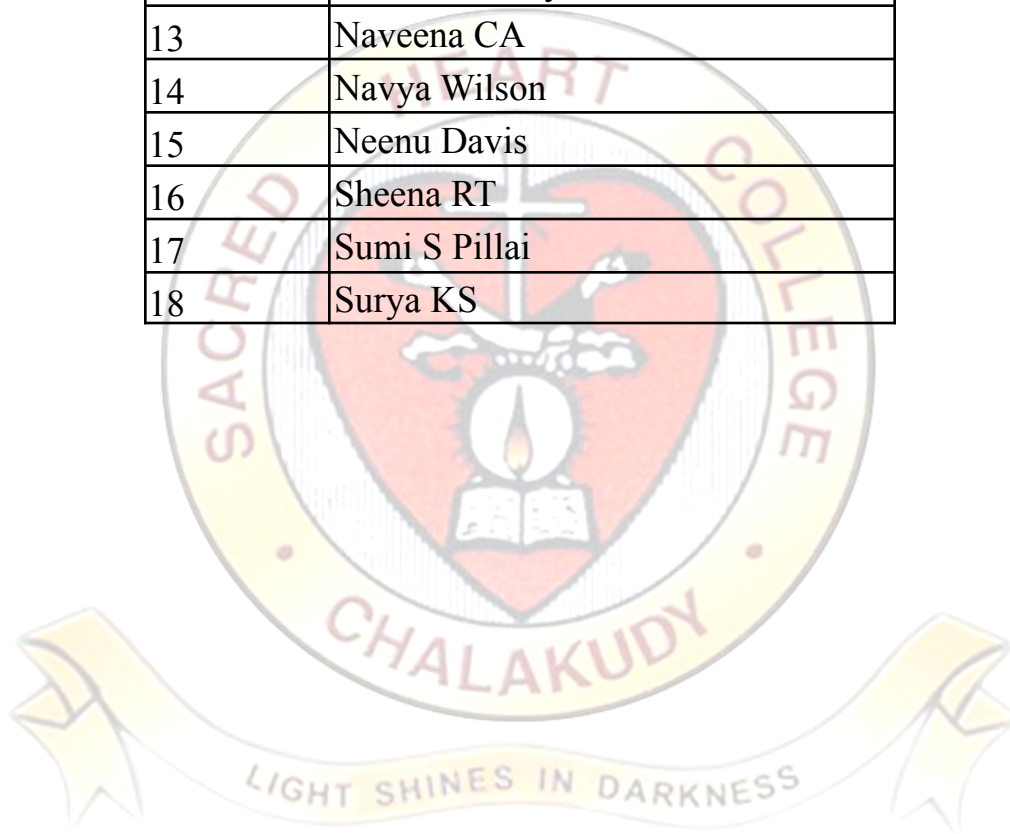 13 Naveena CA
14 Navya Wilson
15 Neenu Davis
16 Sheena RT
17 Sumi S Pillai
18 Surya KS
SACRED HEART COLLEGE
CHALAKUDY
LIGHT SHINES IN DARKNESS